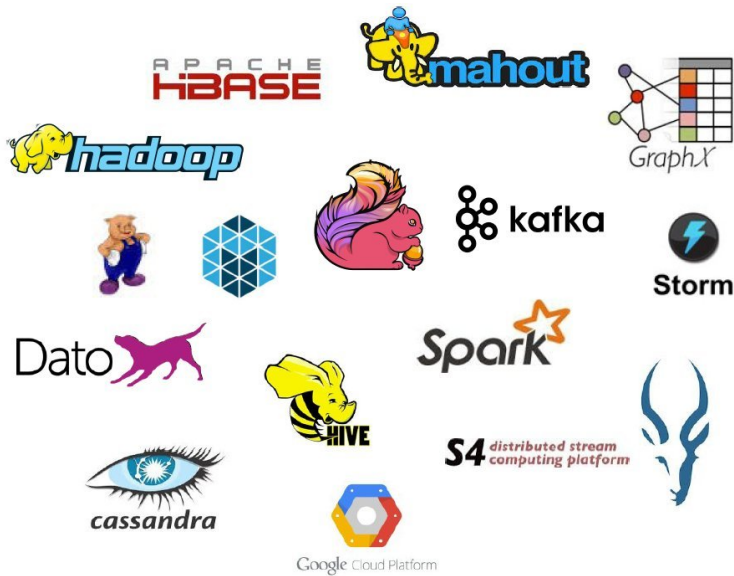 APACHE
HBASE
mahout
GraphX
hadoop
kafka
Storm
Dato
Spark
HIVE
S4 distributed stream
computing platform
cassandra
Google Cloud Platform